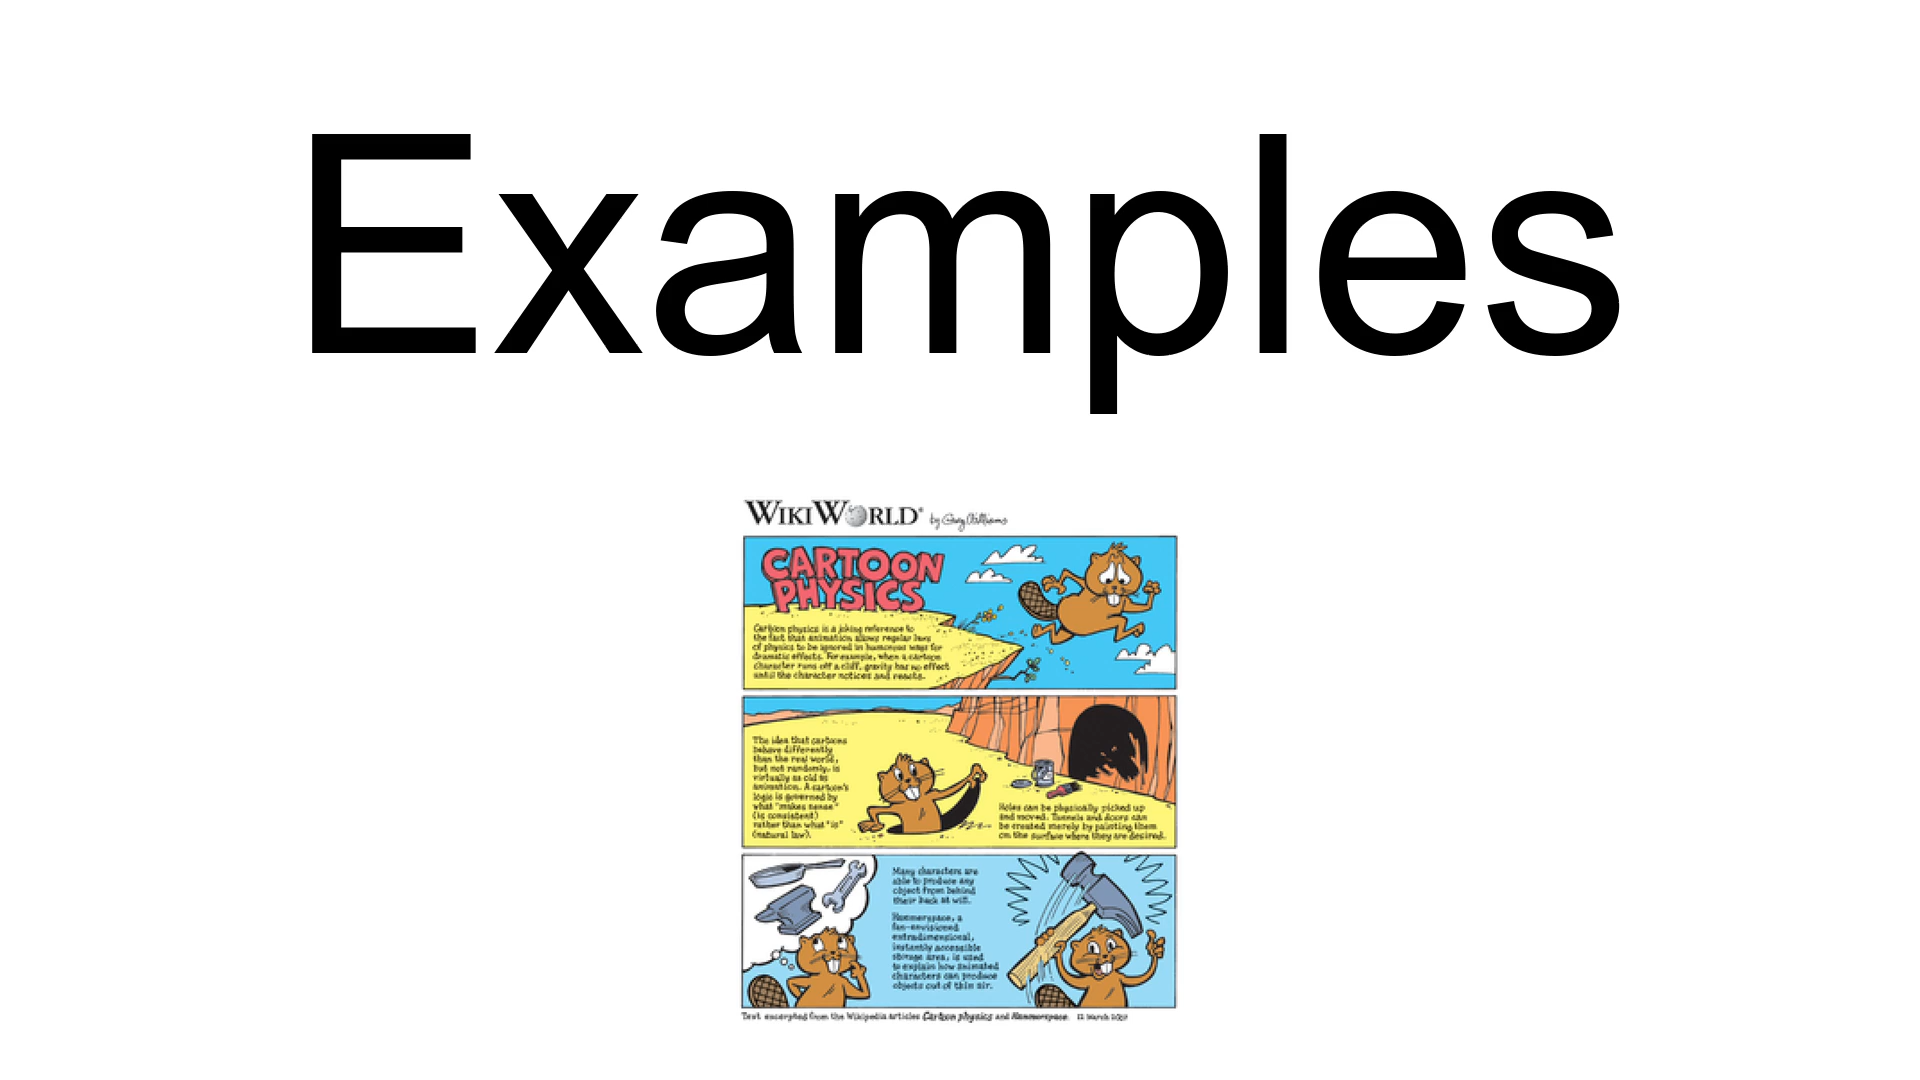 Examples
WIKIWORLD® by Greg Williams
CARTOON
PHYSICS
Cartoon physics is a joking reference to
the fact that animation allows regular laws
of physics to be ignored in humorous ways for
dramatic effects. For example, when a cartoon
character runs off a cliff, gravity has no effect
until the character notices and reacts.
The idea that cartoons
behave differently
than the real world,
but not randomly, is
virtually as old as
animation. A cartoon's
logic is governed by
what "makes sense"
(is consistent)
rather than what "is"
(natural law).
Holes can be physically picked up
and moved. Tunnels and doors can
be created merely by painting them
on the surface where they are desired.
Many characters are
able to produce any
object from behind
their back at will.
Hammerspace, a
fan-envisioned
extradimensional,
instantly accessible
storage area, is used
to explain how animated
characters can produce
objects out of thin air.
Text excerpted from the Wikipedia articles Cartoon physics and Hammerspace. 12 March 2007